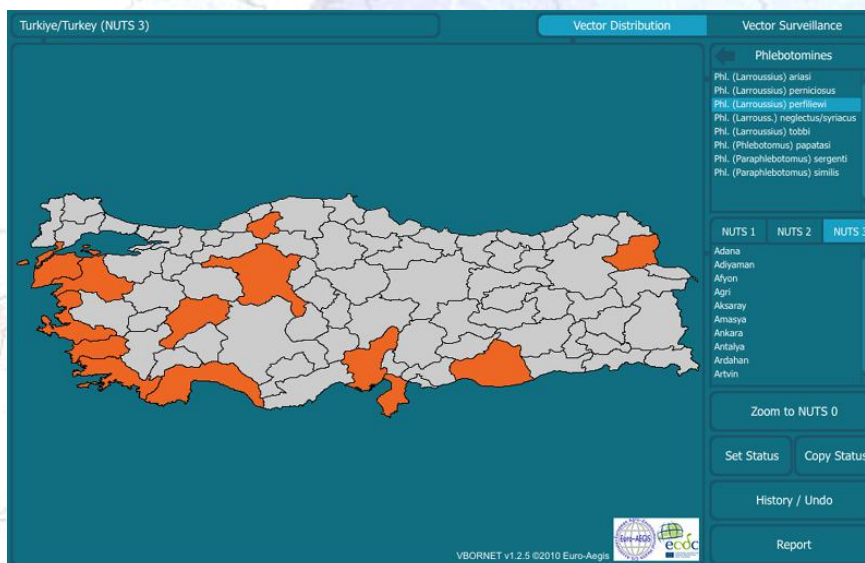 Turkiye/Turkey (NUTS 3)
Vector Distribution
Vector Surveillance
Phlebotomines
Phl. (Larroussius) ariasi
Phl. (Larroussius) perniciosus
Phl. (Larroussius) perfiliewi
Phl. (Larrouss.) neglectus/syriacus
Phl. (Larroussius) tobbi
Phl. (Phlebotomus) papatasi
Phl. (Paraphlebotomus) sergenti
Phl. (Paraphlebotomus) similis
NUTS 1
NUTS 2
NUTS 3
Adana
Adiyaman
Afyon
Agri
Aksaray
Amasya
Ankara
Antalya
Ardahan
Artvin
Zoom to NUTS 0
Set Status
Copy Status
History / Undo
Report
VBORNET v1.2.5 ©2010 Euro-Aegis
Euro-AEGIS
ecdc